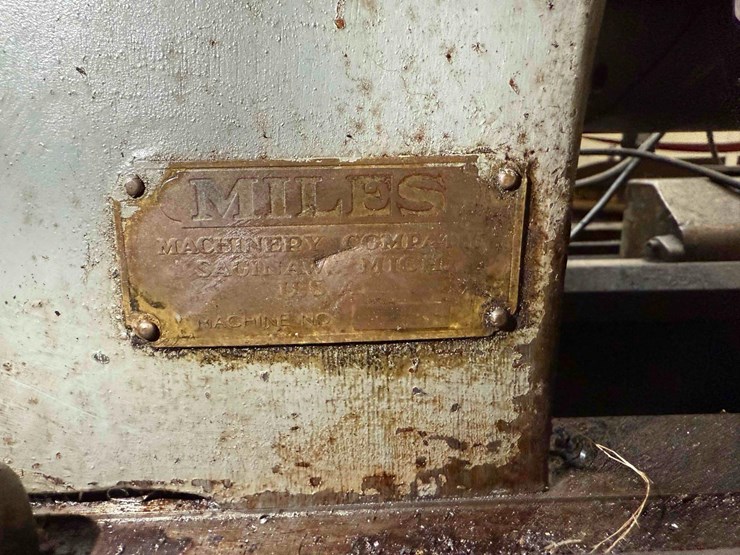 MILES
MACHINERY COMPANY
SAGINAW, MICH.
MACHINE NO.